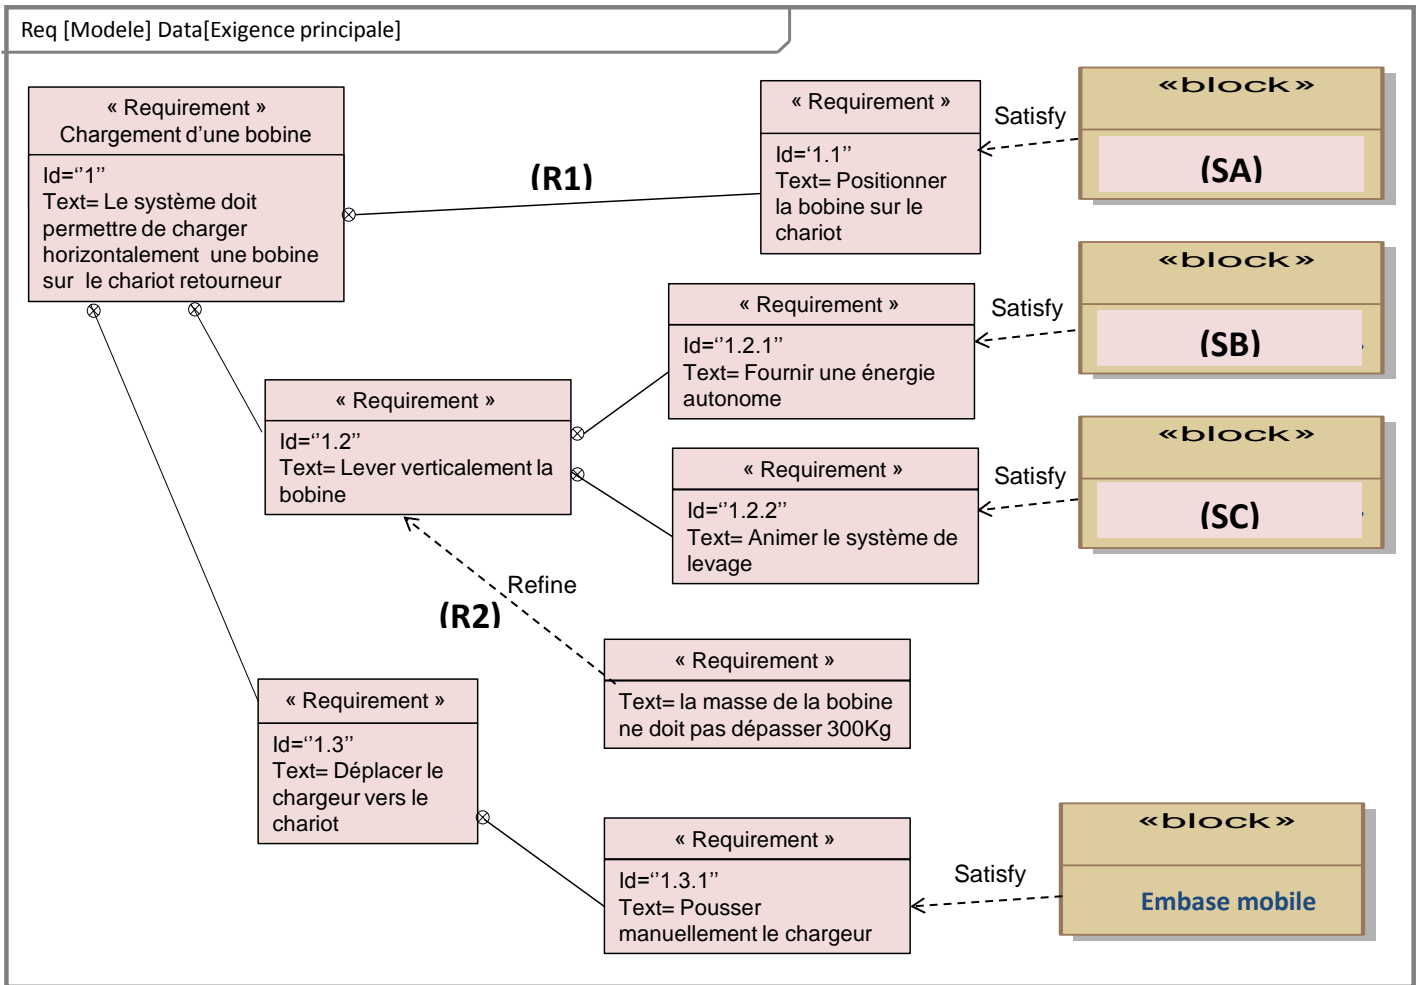 Req [Modele] Data[Exigence principale]
« Requirement »
Chargement d'une bobine
Id=‘‘1’’
Text= Le système doit
permettre de charger
horizontalement une bobine
sur le chariot retourneur
(R1)
« Requirement »
Id=‘1.1’’
Text= Positionner
la bobine sur le
chariot
Satisfy
«block»
(SA)
« Requirement »
Id=‘‘1.2.1’’
Text= Fournir une énergie
autonome
Satisfy
«block»
(SB)
« Requirement »
Id=‘‘1.2’’
Text= Lever verticalement la
bobine
« Requirement »
Id=‘‘1.2.2’’
Text= Animer le système de
levage
Satisfy
«block»
(SC)
Refine
(R2)
« Requirement »
Text= la masse de la bobine
ne doit pas dépasser 300Kg
« Requirement »
Id=‘‘1.3’’
Text= Déplacer le
chargeur vers le
chariot
« Requirement »
Id=‘‘1.3.1’’
Text= Pousser
manuellement le chargeur
Satisfy
«block»
Embase mobile